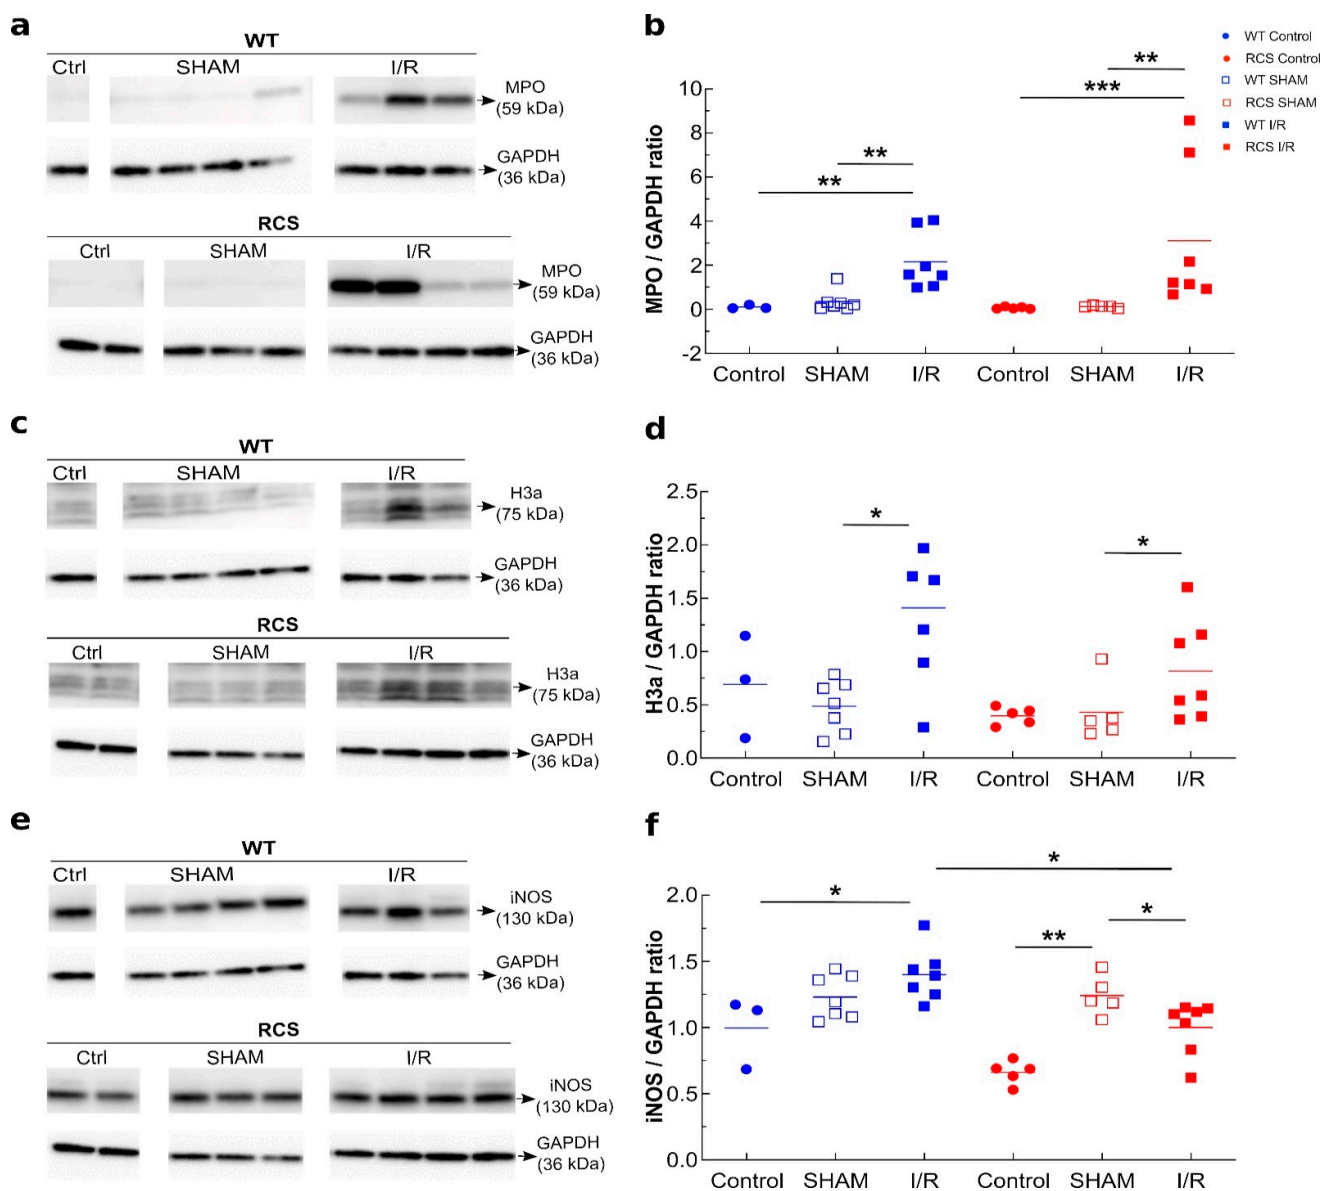 a
WT
Ctrl SHAM I/R
MPO
(59 kDa)
GAPDH
(36 kDa)
RCS
Ctrl SHAM I/R
MPO
(59 kDa)
GAPDH
(36 kDa)
b
WT Control
RCS Control
WT SHAM
RCS SHAM
WT I/R
RCS I/R
**
***
**
**
MPO / GAPDH ratio
10
8
6
4
2
0
-2
Control SHAM I/R Control SHAM I/R
c
WT
Ctrl SHAM I/R
H3a
(75 kDa)
GAPDH
(36 kDa)
RCS
Ctrl SHAM I/R
H3a
(75 kDa)
GAPDH
(36 kDa)
d
*
*
H3a / GAPDH ratio
2.5
2.0
1.5
1.0
0.5
0.0
Control SHAM I/R Control SHAM I/R
e
WT
Ctrl SHAM I/R
iNOS
(130 kDa)
GAPDH
(36 kDa)
RCS
Ctrl SHAM I/R
iNOS
(130 kDa)
GAPDH
(36 kDa)
f
*
*
*
**
iNOS / GAPDH ratio
2.0
1.5
1.0
0.5
0.0
Control SHAM I/R Control SHAM I/R